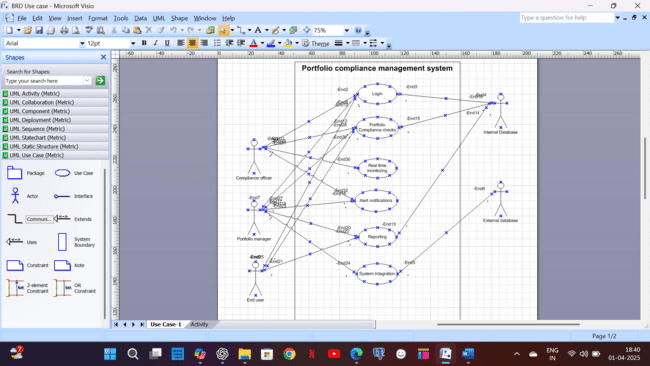 BRD Use case - Microsoft Visio
File Edit View Insert Format Tools Data UML Shape Window Help
Type a question for help
75%
Arial 12pt Theme
Shapes
Search for Shapes:
Type your search here
UML Activity (Metric)
UML Collaboration (Metric)
UML Component (Metric)
UML Deployment (Metric)
UML Sequence (Metric)
UML Statechart (Metric)
UML Static Structure (Metric)
UML Use Case (Metric)
Package Use Case
Actor Interface
Commun... Extends
Uses System Boundary
Constraint Note
2-element Constraint OR Constraint
Portfolio compliance management system
Login
Portfolio Compliance checks
Real time monitoring
Alert notifications
Reporting
System integration
Compliance officer
Portfolio manager
End user
Internal Database
External database
-End3
-End15
-End14
-End6
-End13
Use Case-1 Activity
Page 1/2
ENG
IN
18:40
01-04-2025